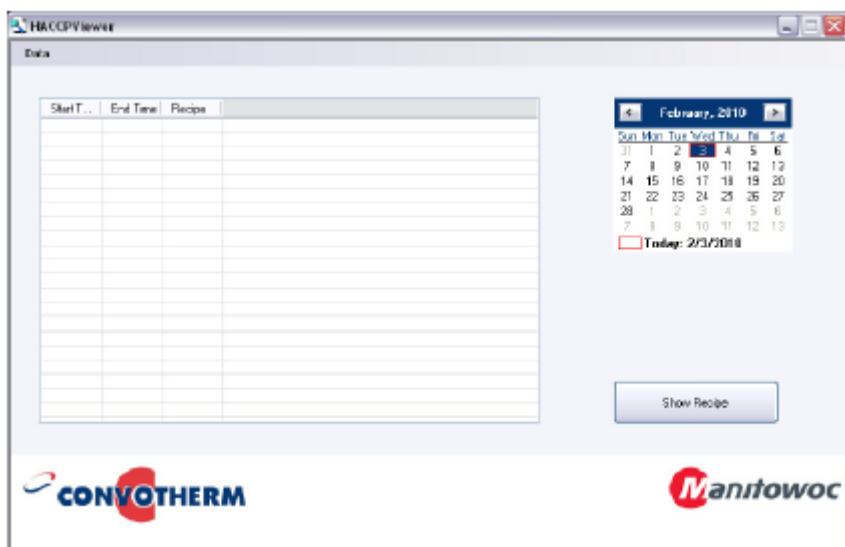 HACCPViewer
Data
Start T... End Time Recipe
February, 2010
Sun Mon Tue Wed Thu Fri Sat
31 1 2 3 4 5 6
7 8 9 10 11 12 13
14 15 16 17 18 19 20
21 22 23 24 25 26 27
28 1 2 3 4 5 6
7 8 9 10 11 12 13
Today: 2/3/2010
Show Recipe
CONVOTHERM
Manitowoc